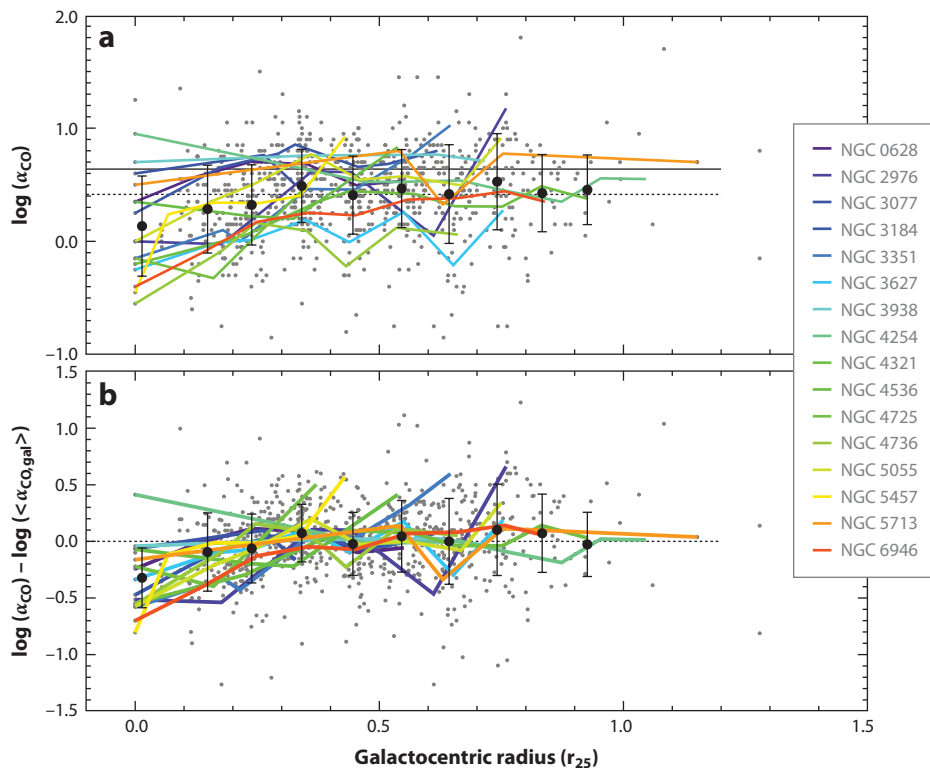 a
2.0
1.0
0.0
−1.0
log (αCO)
b
1.5
1.0
0.5
0.0
−0.5
−1.0
−1.5
log (αCO) − log (<αCO,gal>)
0.0
0.5
1.0
1.5
Galactocentric radius (r25)
NGC 0628
NGC 2976
NGC 3077
NGC 3184
NGC 3351
NGC 3627
NGC 3938
NGC 4254
NGC 4321
NGC 4536
NGC 4725
NGC 4736
NGC 5055
NGC 5457
NGC 5713
NGC 6946